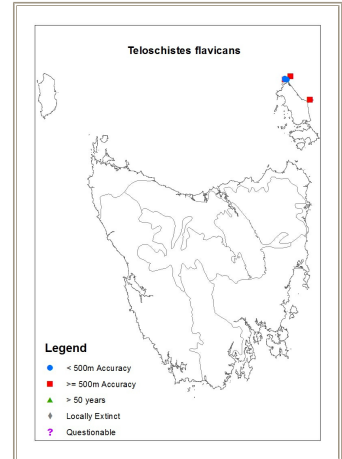 Teloschistes flavicans
Legend
< 500m Accuracy
>= 500m Accuracy
> 50 years
Locally Extinct
? Questionable